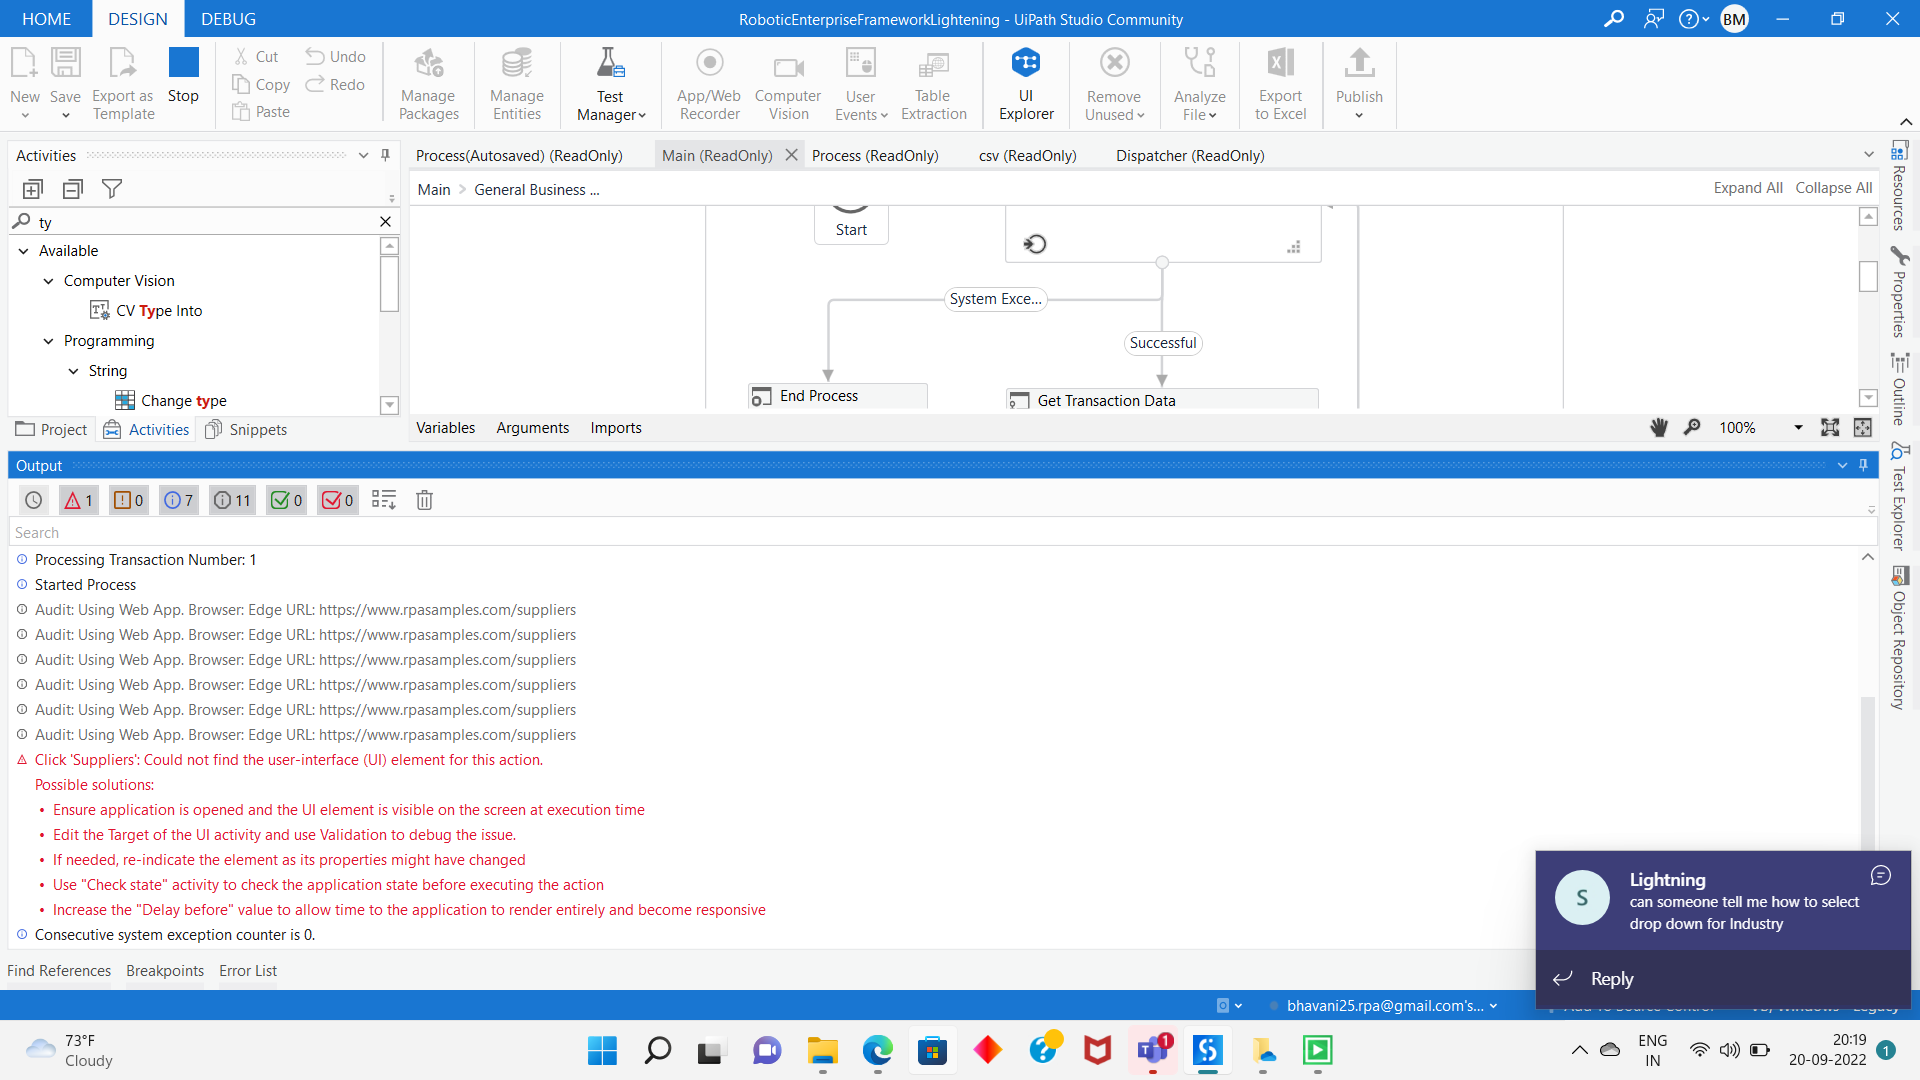 HOME DESIGN DEBUG
RoboticEnterpriseFrameworkLightening - UiPath Studio Community
BM
New
Save
Export as
Template
Stop
Cut
Copy
Paste
Undo
Redo
Manage
Packages
Manage
Entities
Test
Manager
App/Web
Recorder
Computer
Vision
User
Events
Table
Extraction
UI
Explorer
Remove
Unused
Analyze
File
Export
to Excel
Publish
Activities
ty
Available
Computer Vision
CV Type Into
Programming
String
Change type
Project Activities Snippets
Process(Autosaved) (ReadOnly) Main (ReadOnly) Process (ReadOnly) csv (ReadOnly) Dispatcher (ReadOnly)
Main > General Business ...
Expand All Collapse All
Start
System Exce...
Successful
End Process
Get Transaction Data
Variables Arguments Imports
100%
Resources
Properties
Outline
Test Explorer
Object Repository
Output
1 0 7 11 0 0
Search
Processing Transaction Number: 1
Started Process
Audit: Using Web App. Browser: Edge URL: https://www.rpasamples.com/suppliers
Audit: Using Web App. Browser: Edge URL: https://www.rpasamples.com/suppliers
Audit: Using Web App. Browser: Edge URL: https://www.rpasamples.com/suppliers
Audit: Using Web App. Browser: Edge URL: https://www.rpasamples.com/suppliers
Audit: Using Web App. Browser: Edge URL: https://www.rpasamples.com/suppliers
Audit: Using Web App. Browser: Edge URL: https://www.rpasamples.com/suppliers
Click 'Suppliers': Could not find the user-interface (UI) element for this action.
Possible solutions:
• Ensure application is opened and the UI element is visible on the screen at execution time
• Edit the Target of the UI activity and use Validation to debug the issue.
• If needed, re-indicate the element as its properties might have changed
• Use "Check state" activity to check the application state before executing the action
• Increase the "Delay before" value to allow time to the application to render entirely and become responsive
Consecutive system exception counter is 0.
Find References Breakpoints Error List
S
Lightning
can someone tell me how to select
drop down for Industry
Reply
bhavani25.rpa@gmail.com's...
73°F
Cloudy
1
ENG
IN
20:19
20-09-2022
1